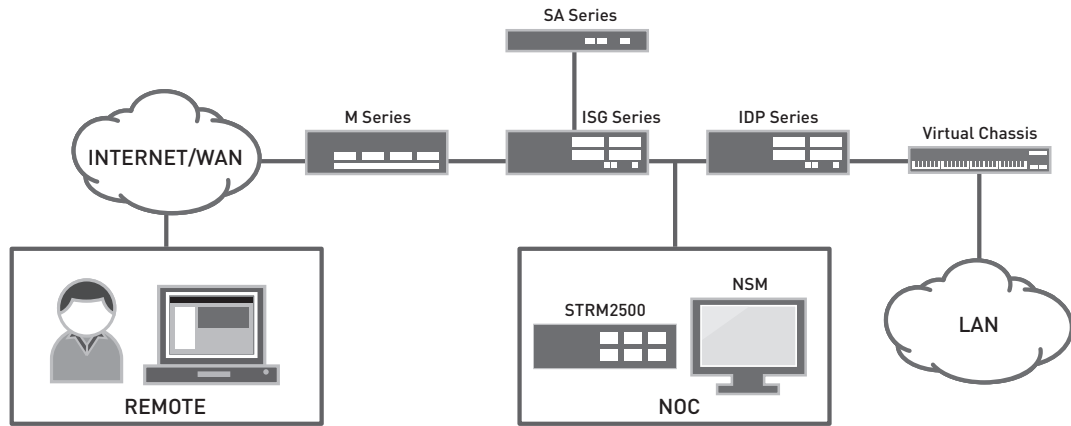 SA Series
M Series
ISG Series
IDP Series
Virtual Chassis
INTERNET/WAN
NSM
STRM2500
LAN
REMOTE
NOC